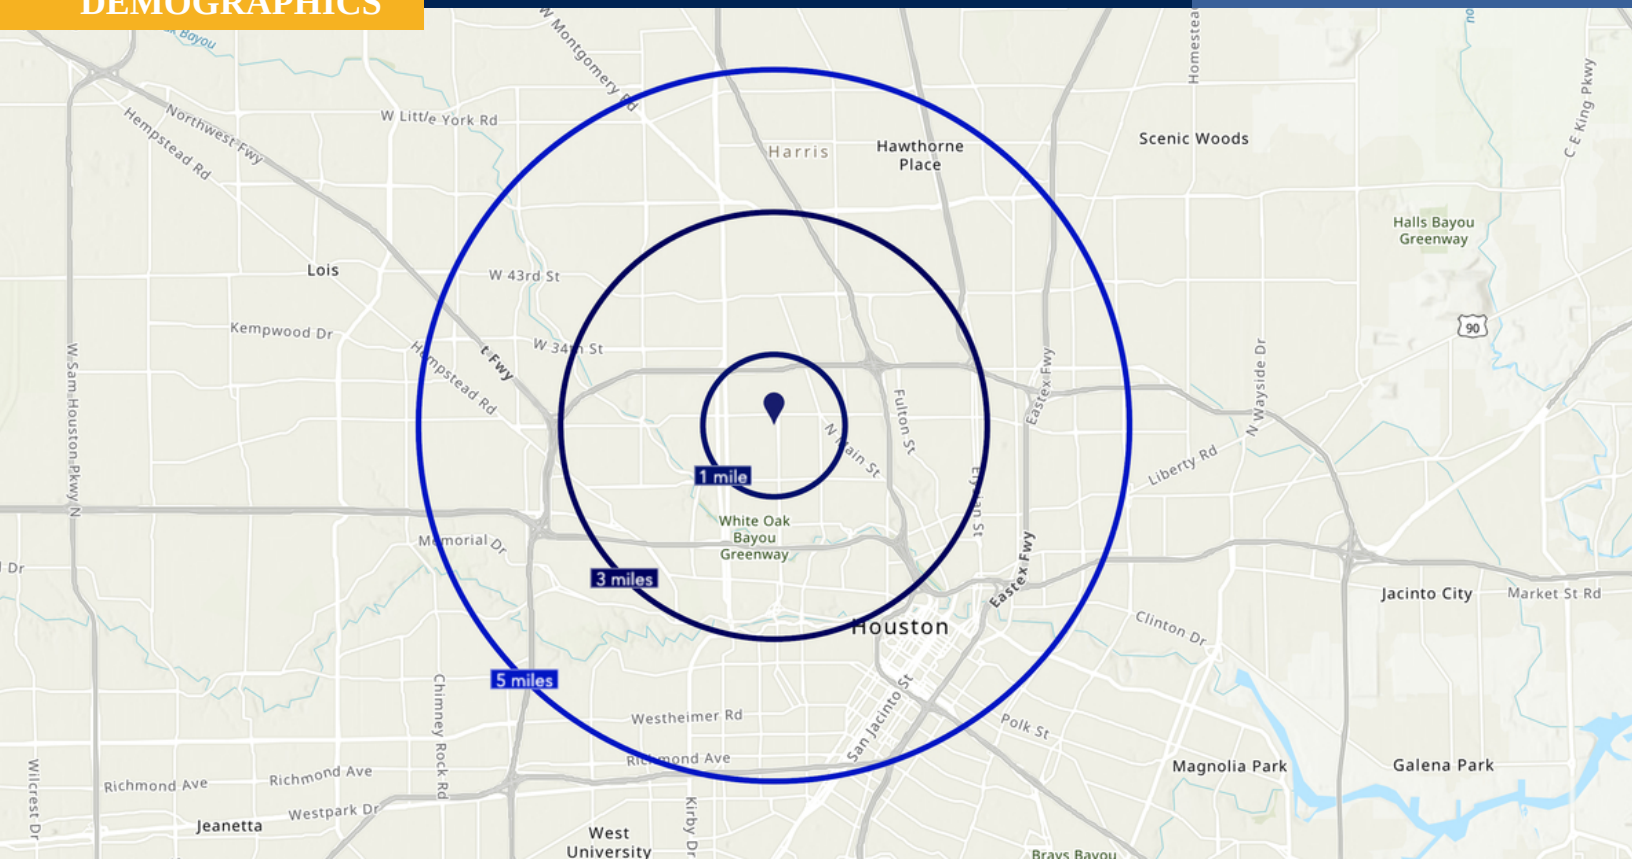 DEMOGRAPHICS
k Bayou
W Montgomery Rd
Homestead
C E King Pkwy
W Little York Rd
Northwest Fwy
Hempstead Rd
Harris
Hawthorne
Place
Scenic Woods
Halls Bayou
Greenway
Lois
W 43rd St
Kempwood Dr
W 34th St
90
t Fwy
Hempstead Rd
W Sam Houston Pkwy N
Fulton St
Eastex Fwy
N Wayside Dr
N Main St
Liberty Rd
1 mile
Elysian St
White Oak
Bayou
Greenway
Memorial Dr
Dr
Eastex Fwy
3 miles
Houston
Jacinto City
Market St Rd
Clinton Dr
5 miles
Chimney Rock Rd
San Jacinto St
Westheimer Rd
Polk St
Richmond Ave
Richmond Ave
Richmond Ave
Magnolia Park
Galena Park
Wilcrest Dr
Westpark Dr
Kirby Dr
Jeanetta
West
University
Brays Bayou